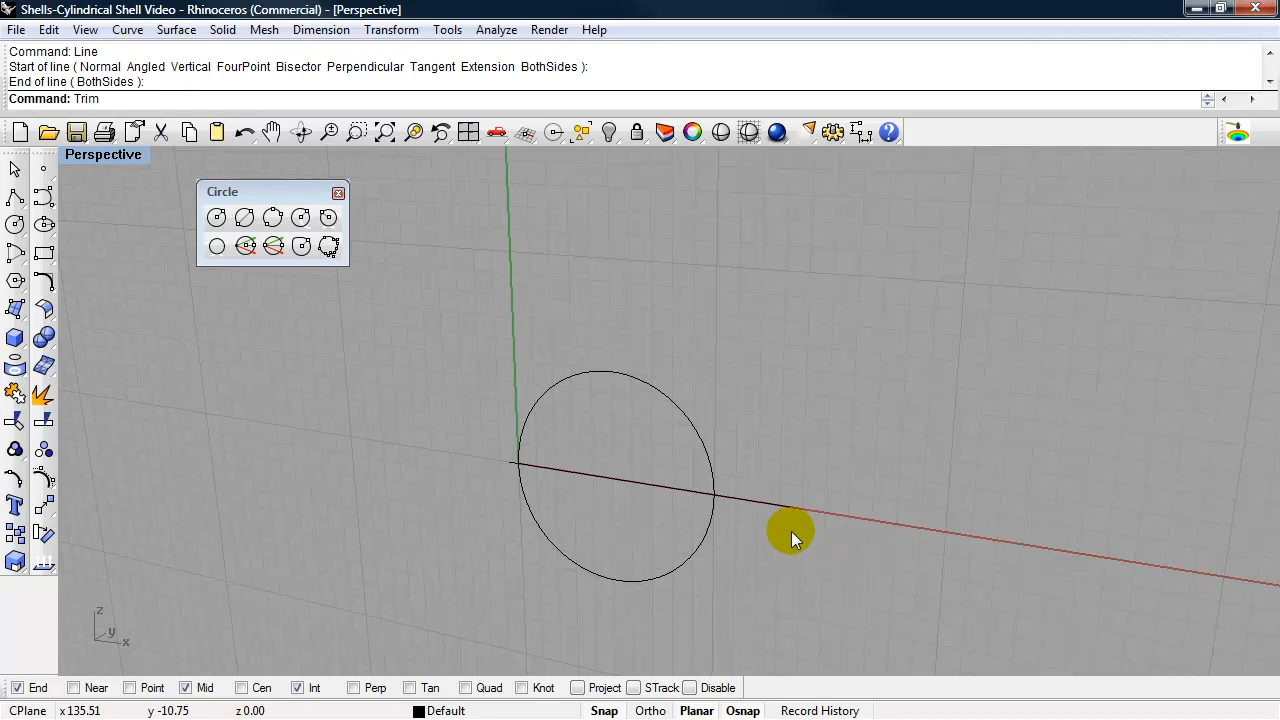 Shells-Cylindrical Shell Video - Rhinoceros (Commercial) - [Perspective]
File Edit View Curve Surface Solid Mesh Dimension Transform Tools Analyze Render Help
Command: Line
Start of line ( Normal Angled Vertical FourPoint Bisector Perpendicular Tangent Extension BothSides ):
End of line ( BothSides ):
Command: Trim
Perspective
Circle
z
y
x
End Near Point Mid Cen Int Perp Tan Quad Knot Project STrack Disable
CPlane x 135.51 y -10.75 z 0.00 Default Snap Ortho Planar Osnap Record History